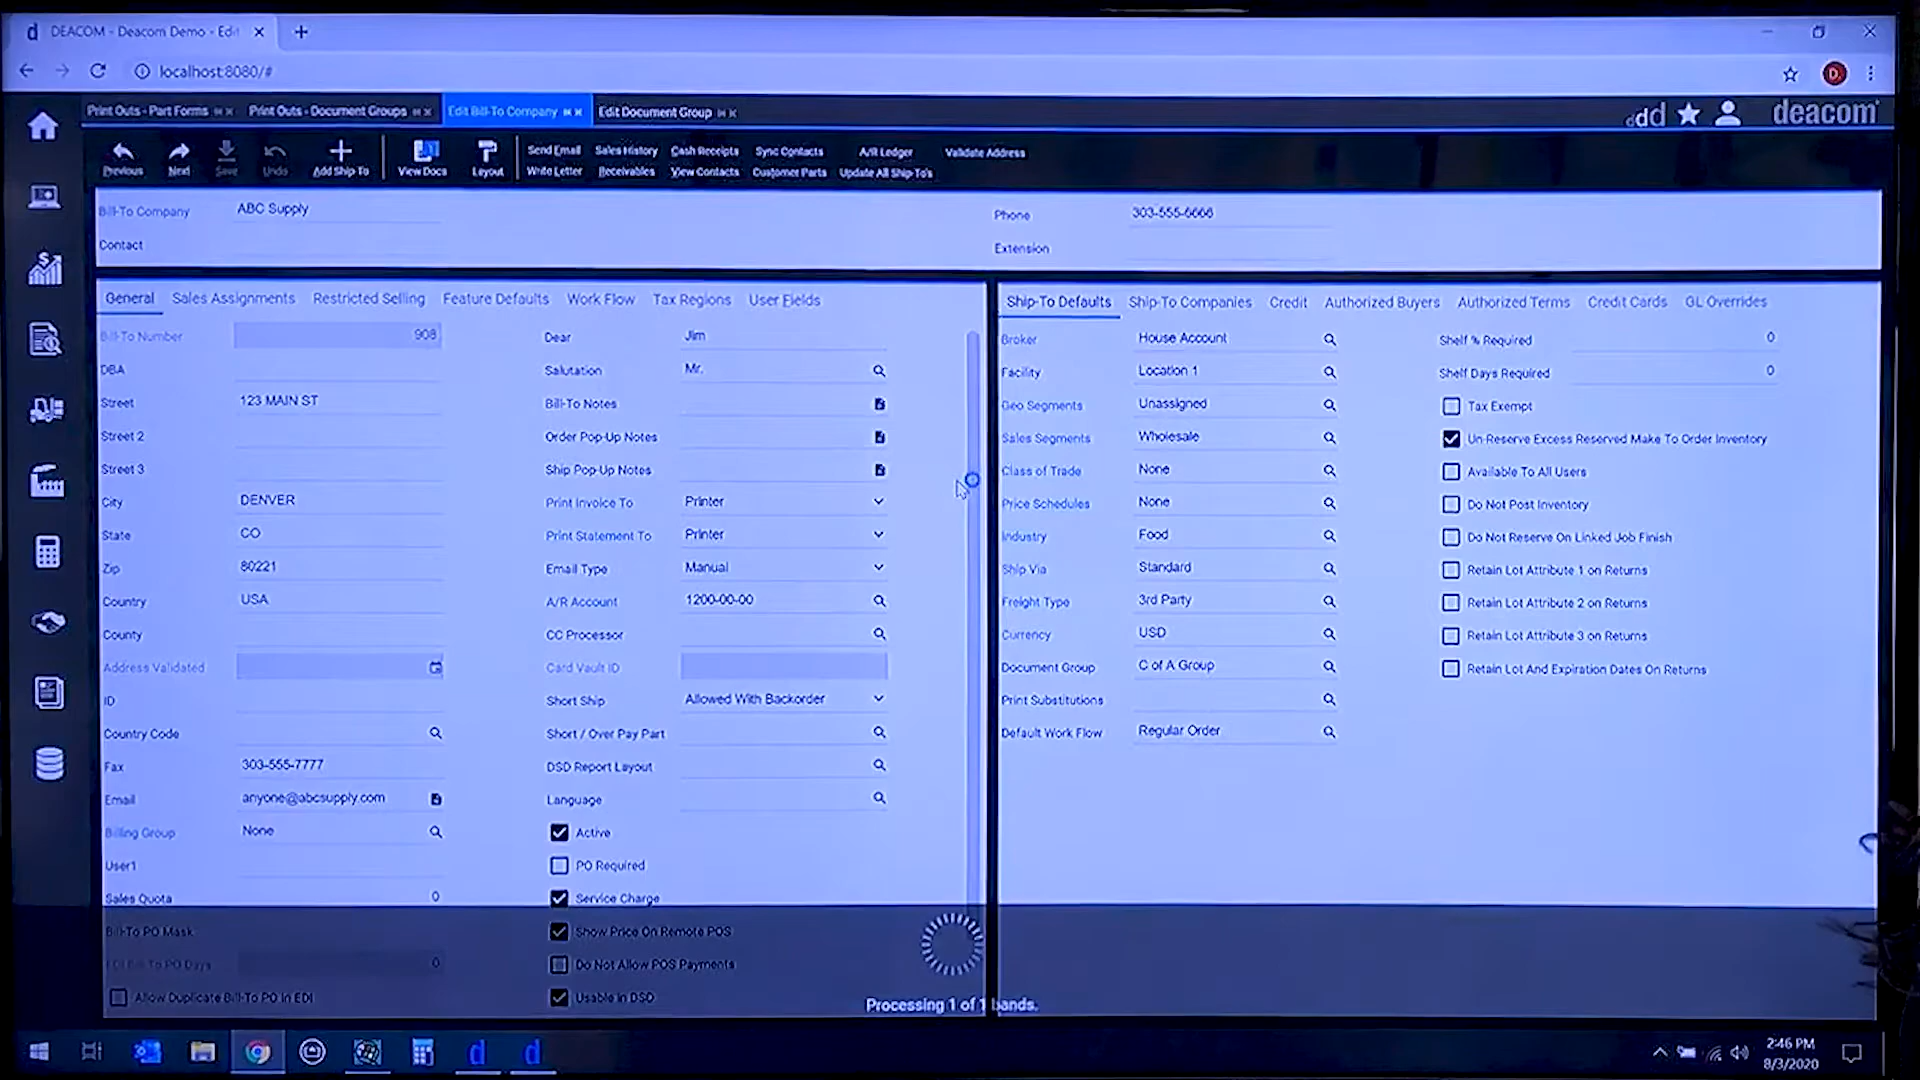 DEACOM - Deacom Demo - Edi
localhost:8080/#
Print Outs - Part Forms
Print Outs - Document Groups
Edit Bill-To Company
Edit Document Group
deacom
Previous
Next
Save
Undo
Add Ship To
View Docs
Layout
Send Email
Sales History
Cash Receipts
Sync Contacts
A/R Ledger
Validate Address
Write Letter
Receivables
View Contacts
Customer Parts
Update All Ship-To's
Bill-To Company ABC Supply
Phone 303-555-6666
Contact
Extension
General Sales Assignments Restricted Selling Feature Defaults Work Flow Tax Regions User Fields
Bill-To Number 908
DBA
Street 123 MAIN ST
Street 2
Street 3
City DENVER
State CO
Zip 80221
Country USA
County
Address Validated
ID
Country Code
Fax 303-555-7777
Email anyone@abcsupply.com
Billing Group None
User1
Sales Quota 0
Bill-To PO Mask
EDI Bill-To PO Days 0
Allow Duplicate Bill-To PO In EDI
Dear Jim
Salutation Mr.
Bill-To Notes
Order Pop-Up Notes
Ship Pop-Up Notes
Print Invoice To Printer
Print Statement To Printer
Email Type Manual
A/R Account 1200-00-00
CC Processor
Card Vault ID
Short Ship Allowed With Backorder
Short / Over Pay Part
DSD Report Layout
Language
Active
PO Required
Service Charge
Show Price On Remote POS
Do Not Allow POS Payments
Usable in DSD
Processing 1 of 1 bands.
Ship-To Defaults Ship-To Companies Credit Authorized Buyers Authorized Terms Credit Cards GL Overrides
Broker House Account
Facility Location 1
Geo Segments Unassigned
Sales Segments Wholesale
Class of Trade None
Price Schedules None
Industry Food
Ship Via Standard
Freight Type 3rd Party
Currency USD
Document Group C of A Group
Print Substitutions
Default Work Flow Regular Order
Shelf % Required 0
Shelf Days Required 0
Tax Exempt
Un-Reserve Excess Reserved Make To Order Inventory
Available To All Users
Do Not Post Inventory
Do Not Reserve On Linked Job Finish
Retain Lot Attribute 1 on Returns
Retain Lot Attribute 2 on Returns
Retain Lot Attribute 3 on Returns
Retain Lot And Expiration Dates On Returns
2:46 PM
8/3/2020